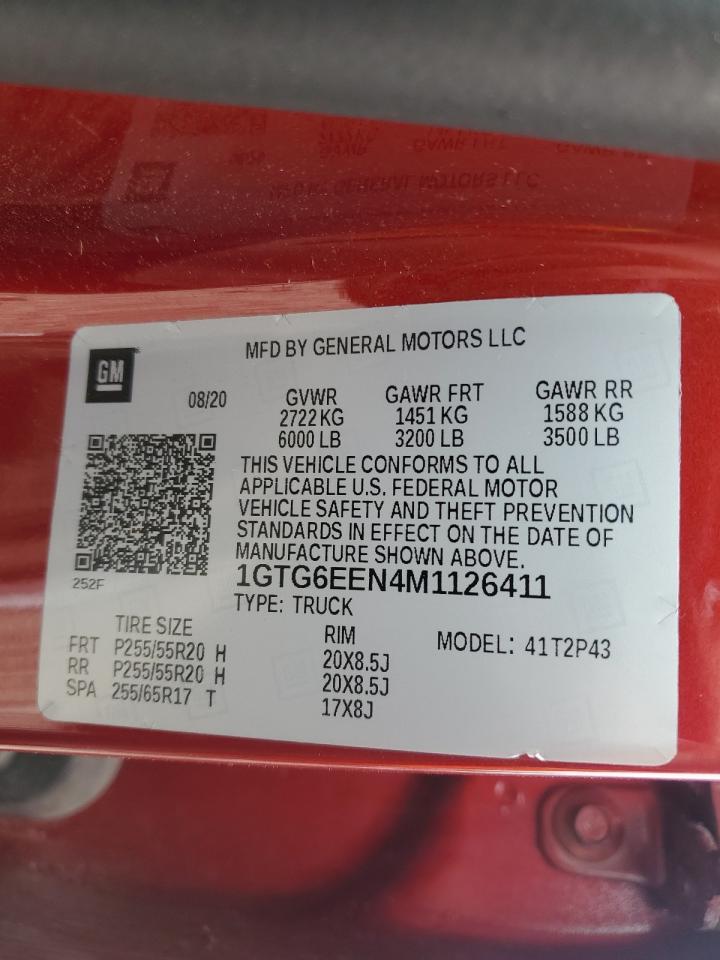 GM
MFD BY GENERAL MOTORS LLC
08/20 GVWR GAWR FRT GAWR RR
2722 KG 1451 KG 1588 KG
6000 LB 3200 LB 3500 LB
THIS VEHICLE CONFORMS TO ALL
APPLICABLE U.S. FEDERAL MOTOR
VEHICLE SAFETY AND THEFT PREVENTION
STANDARDS IN EFFECT ON THE DATE OF
MANUFACTURE SHOWN ABOVE.
252F
1GTG6EEN4M1126411
TYPE: TRUCK
TIRE SIZE RIM MODEL: 41T2P43
FRT P255/55R20 H 20X8.5J
RR P255/55R20 H 20X8.5J
SPA 255/65R17 T 17X8J